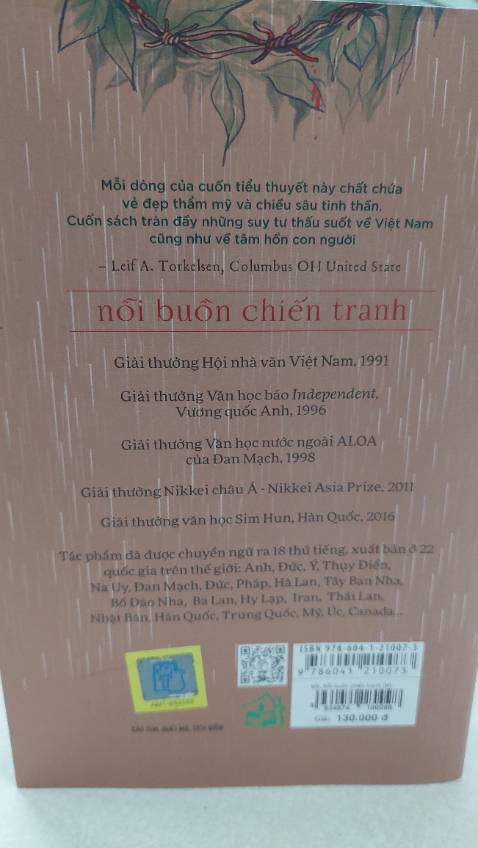 Mỗi dòng của cuốn tiểu thuyết này chất chứa
vẻ đẹp thẩm mỹ và chiều sâu tinh thần.
Cuốn sách tràn đầy những suy tư thấu suốt về Việt Nam
cũng như về tâm hồn con người
– Leif A. Torkelsen, Columbus OH United State
nỗi buồn chiến tranh
Giải thưởng Hội nhà văn Việt Nam, 1991
Giải thưởng Văn học báo Independent,
Vương quốc Anh, 1996
Giải thưởng Văn học nước ngoài ALOA
của Đan Mạch, 1998
Giải thưởng Nikkei châu Á - Nikkei Asia Prize, 2011
Giải thưởng văn học Sim Hun, Hàn Quốc, 2016
Tác phẩm đã được chuyển ngữ ra 18 thứ tiếng, xuất bản ở 22
quốc gia trên thế giới: Anh, Đức, Ý, Thụy Điển,
Na Uy, Đan Mạch, Đức, Pháp, Hà Lan, Tây Ban Nha,
Bồ Đào Nha, Ba Lan, Hy Lạp, Iran, Thái Lan,
Nhật Bản, Hàn Quốc, Trung Quốc, Mỹ, Úc, Canada...
ISBN 978-604-1-21007-3
9 786041 210073
Giá: 130.000 đ